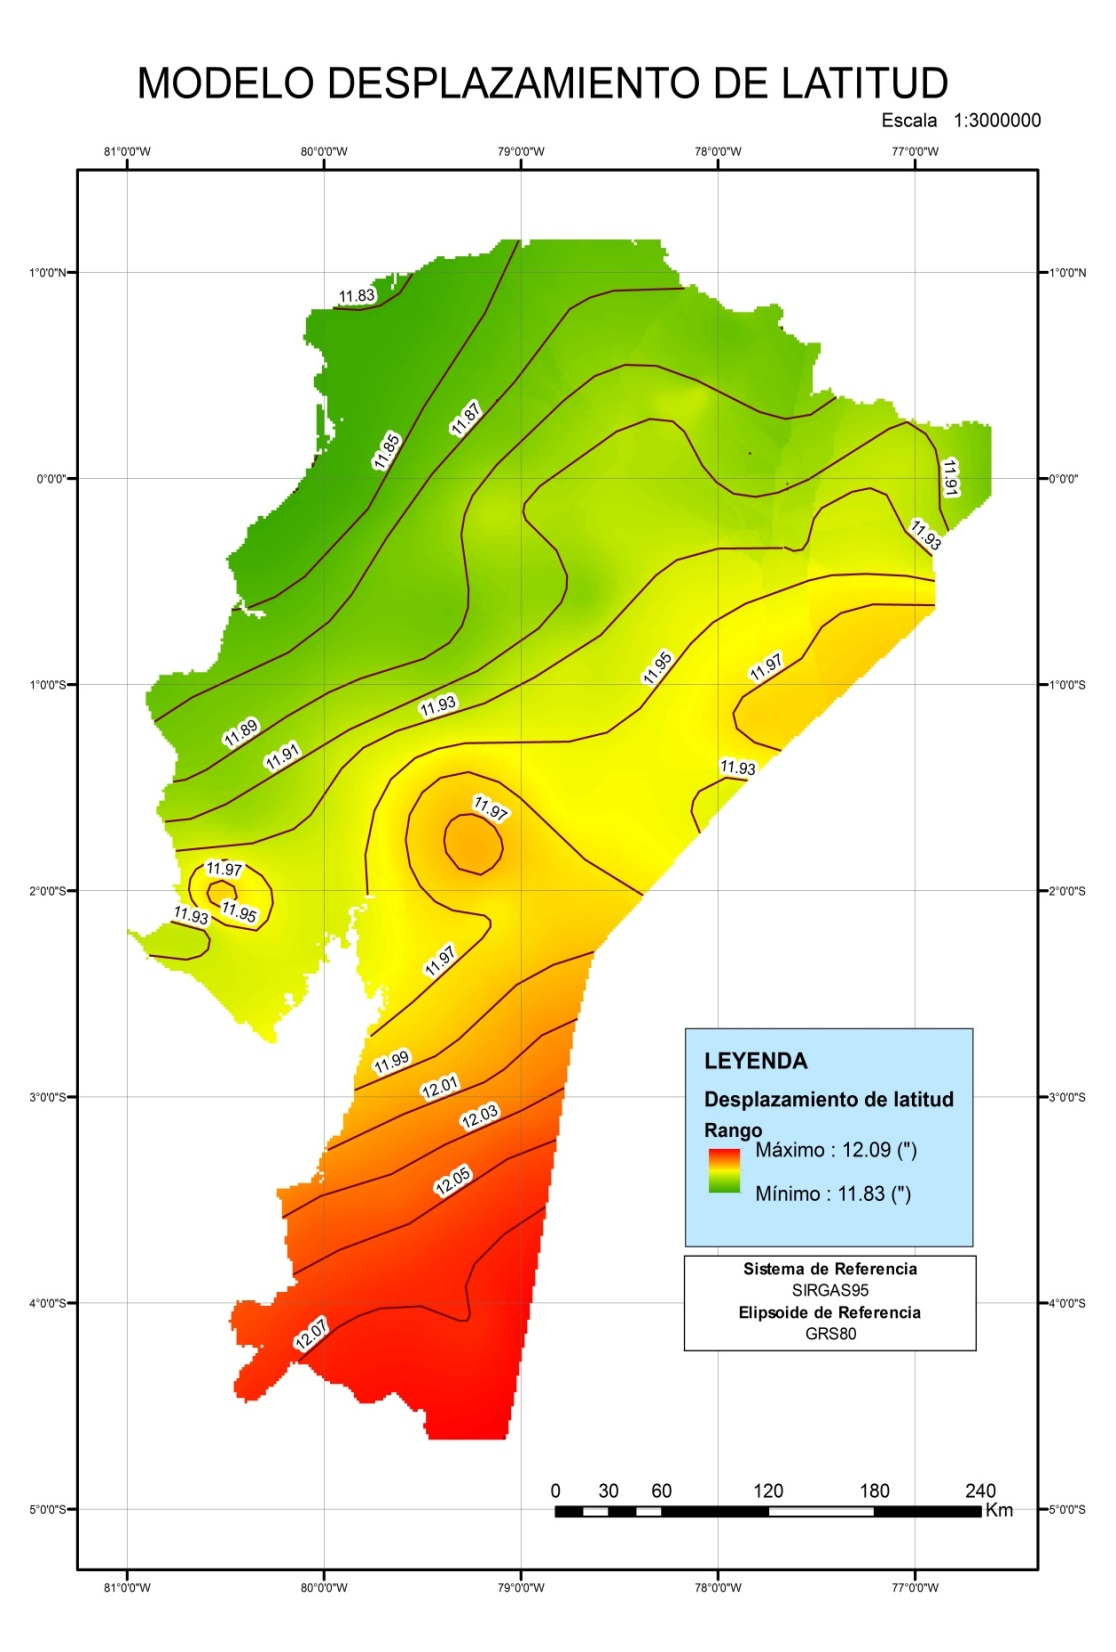 MODELO DESPLAZAMIENTO DE LATITUD
Escala 1:3000000
81°0'0"W 80°0'0"W 79°0'0"W 78°0'0"W 77°0'0"W
1°0'0"N 1°0'0"N
11.83
11.87
11.85
0°0'0" 0°0'0"
11.91
11.93
11.95
11.97
1°0'0"S 1°0'0"S
11.93
11.89
11.91
11.93
11.97
11.97
2°0'0"S 2°0'0"S
11.95
11.93
11.97
11.99
12.01
3°0'0"S 3°0'0"S
12.03
12.05
LEYENDA
Desplazamiento de latitud
Rango
Máximo : 12.09 (")
Mínimo : 11.83 (")
Sistema de Referencia
SIRGAS95
Elipsoide de Referencia
GRS80
4°0'0"S 4°0'0"S
12.07
0 30 60 120 180 240
Km
5°0'0"S 5°0'0"S
81°0'0"W 80°0'0"W 79°0'0"W 78°0'0"W 77°0'0"W